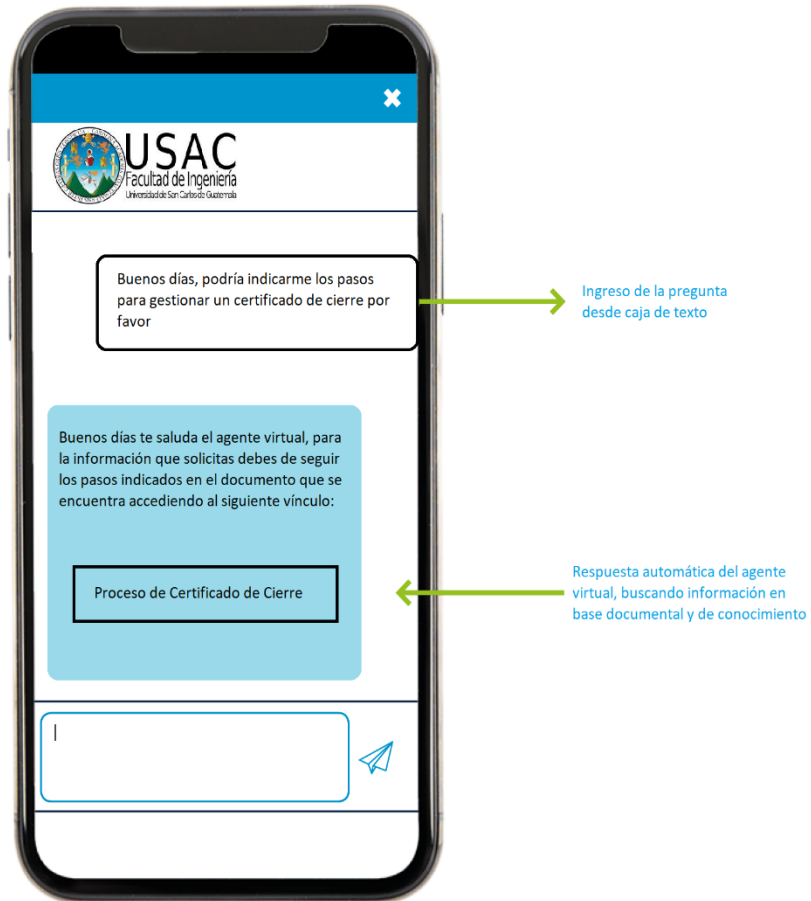 USAC
Facultad de Ingeniería
Universidad de San Carlos de Guatemala
Buenos días, podría indicarme los pasos
para gestionar un certificado de cierre por
favor
Ingreso de la pregunta
desde caja de texto
Buenos días te saluda el agente virtual, para
la información que solicitas debes de seguir
los pasos indicados en el documento que se
encuentra accediendo al siguiente vínculo:
Proceso de Certificado de Cierre
Respuesta automática del agente
virtual, buscando información en
base documental y de conocimiento